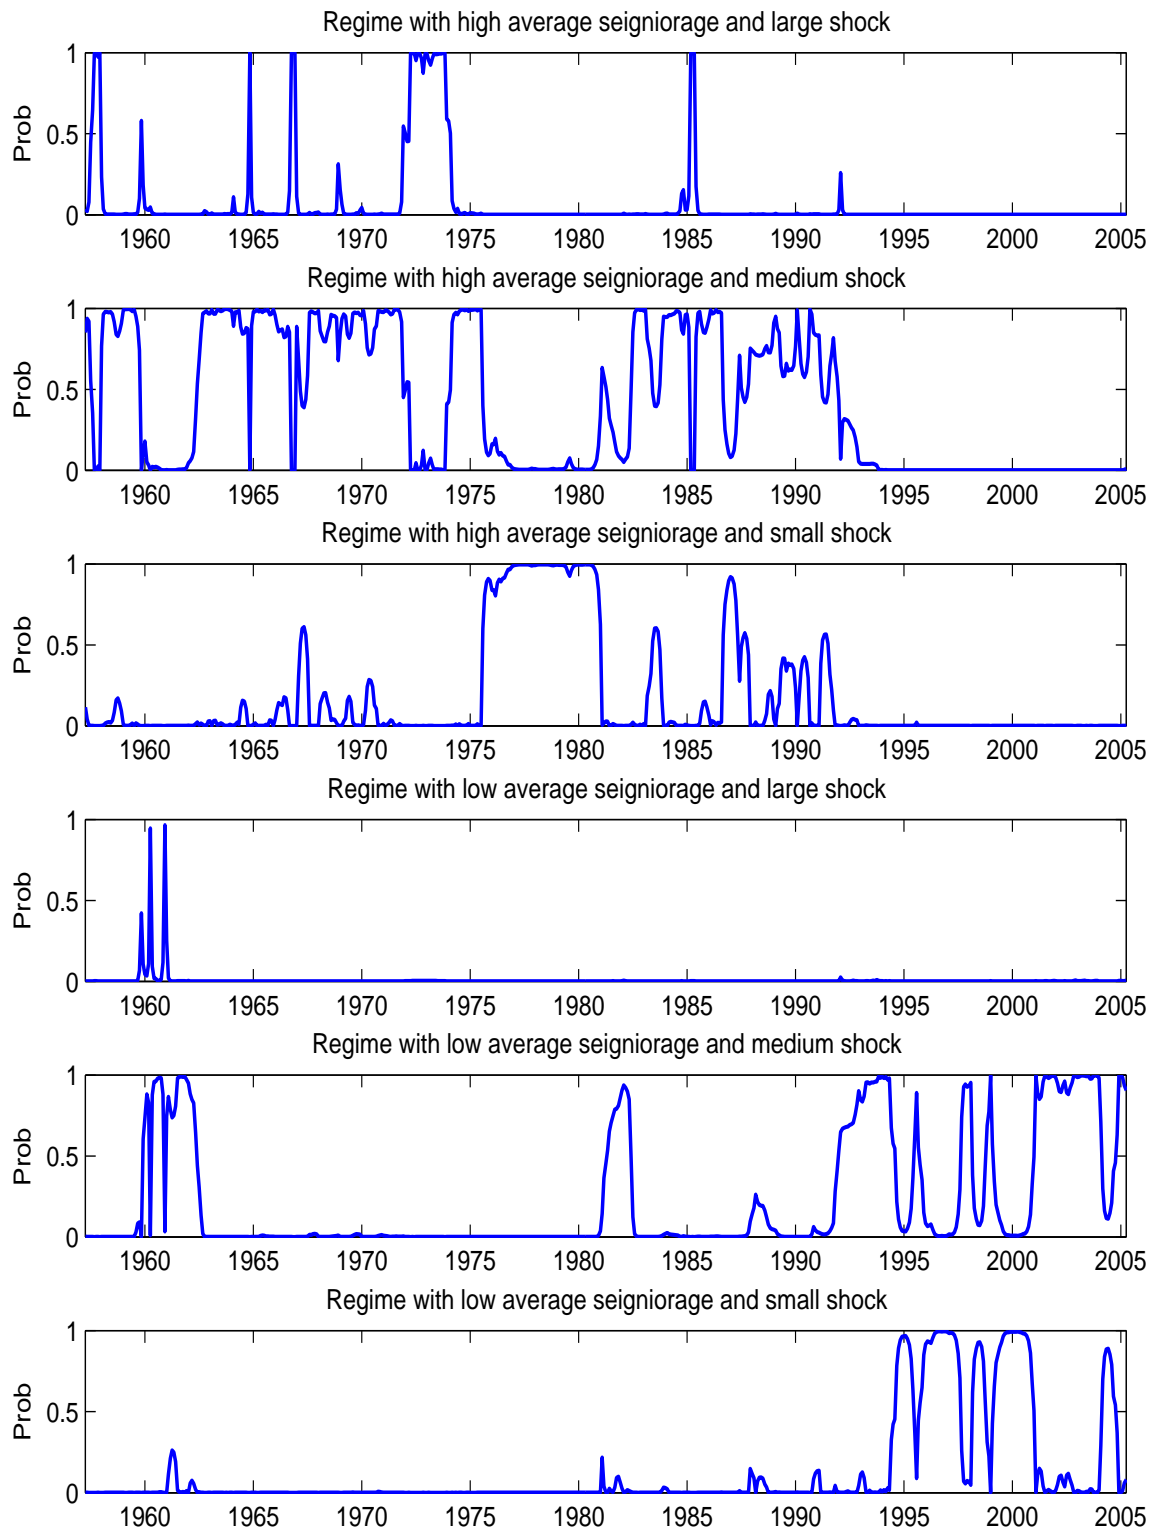 Regime with high average seigniorage and large shock
1
0.5
0
Prob
1960 1965 1970 1975 1980 1985 1990 1995 2000 2005
Regime with high average seigniorage and medium shock
1
0.5
0
Prob
1960 1965 1970 1975 1980 1985 1990 1995 2000 2005
Regime with high average seigniorage and small shock
1
0.5
0
Prob
1960 1965 1970 1975 1980 1985 1990 1995 2000 2005
Regime with low average seigniorage and large shock
1
0.5
0
Prob
1960 1965 1970 1975 1980 1985 1990 1995 2000 2005
Regime with low average seigniorage and medium shock
1
0.5
0
Prob
1960 1965 1970 1975 1980 1985 1990 1995 2000 2005
Regime with low average seigniorage and small shock
1
0.5
0
Prob
1960 1965 1970 1975 1980 1985 1990 1995 2000 2005